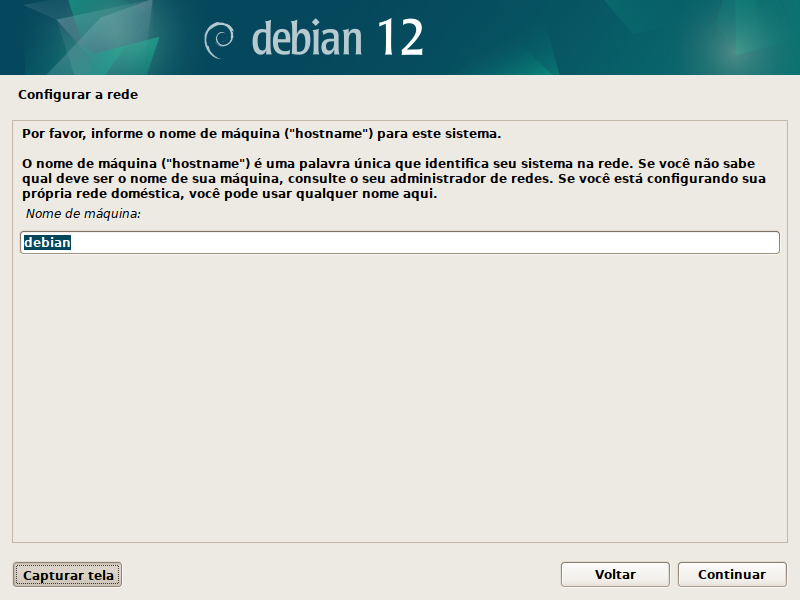 debian 12
Configurar a rede
Por favor, informe o nome de máquina ("hostname") para este sistema.
O nome de máquina ("hostname") é uma palavra única que identifica seu sistema na rede. Se você não sabe
qual deve ser o nome de sua máquina, consulte o seu administrador de redes. Se você está configurando sua
própria rede doméstica, você pode usar qualquer nome aqui.
Nome de máquina:
debian
Capturar tela
Voltar
Continuar